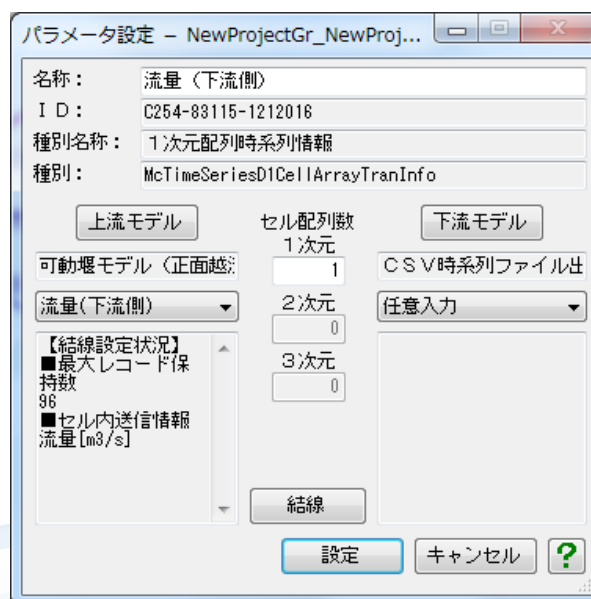 パラメータ設定 – NewProjectGr_NewProj...
名称： 流量（下流側）
ＩＤ： C254-83115-1212016
種別名称： １次元配列時系列情報
種別： McTimeSeriesD1CellArrayTranInfo
上流モデル セル配列数 下流モデル
１次元
可動堰モデル（正面越 1 ＣＳＶ時系列ファイル出
流量(下流側) ２次元 任意入力
0
【結線設定状況】
■最大レコード保
持数
96
■セル内送信情報
流量[m3/s]
３次元
0
結線
設定 キャンセル ?